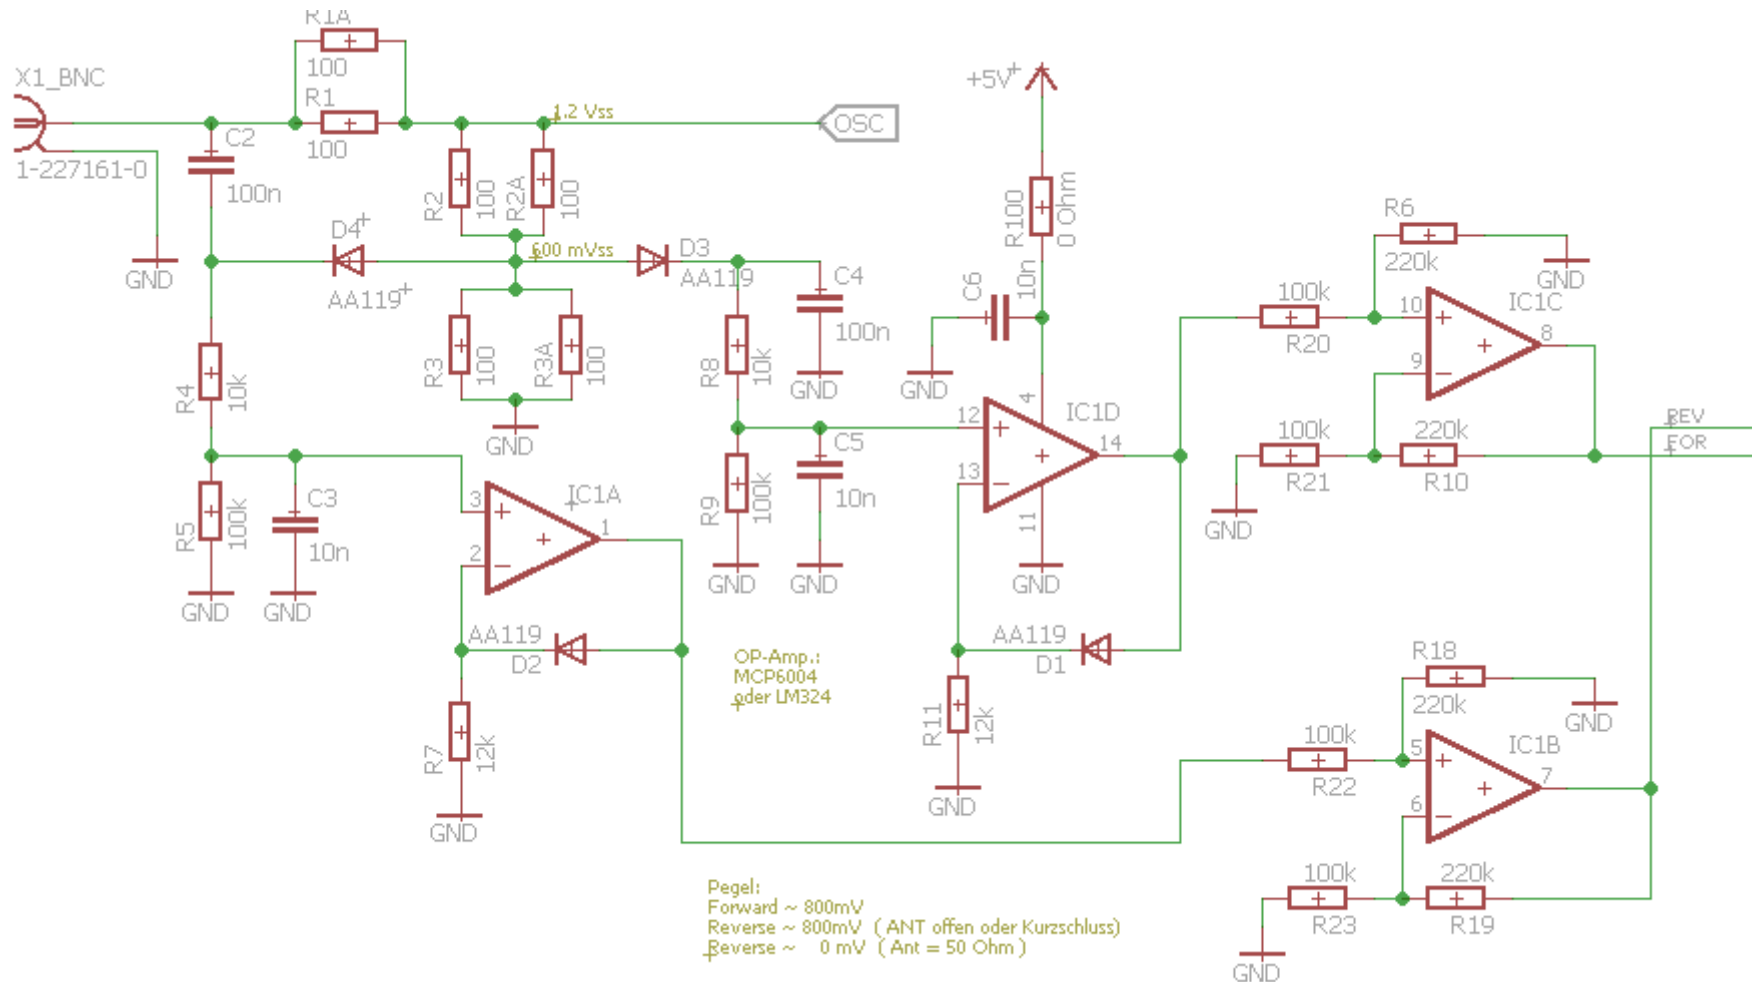 R1A
100
X1_BNC
R1
100
1-227161-0
C2
100n
GND
1.2 Vss
OSC
R2
100
R2A
100
D4
AA119
600 mVss
D3
AA119
C4
100n
GND
R3
100
R3A
100
GND
R4
10k
R8
10k
+5V
R100
0 Ohm
C6
10n
GND
R6
220k
GND
100k
R20
10
9
8
IC1C
+
−
100k
R21
GND
220k
R10
REV
FOR
12
13
14
4
11
IC1D
+
−
GND
C5
10n
GND
R9
100k
GND
R5
100k
GND
C3
10n
GND
3
2
1
IC1A
+
−
AA119
D2
R7
12k
GND
AA119
D1
R11
12k
GND
OP-Amp.:
MCP6004
oder LM324
R18
220k
GND
100k
R22
5
6
7
IC1B
+
−
100k
R23
GND
220k
R19
Pegel:
Forward ~ 800mV
Reverse ~ 800mV ( ANT offen oder Kurzschluss)
Reverse ~ 0 mV ( Ant = 50 Ohm )